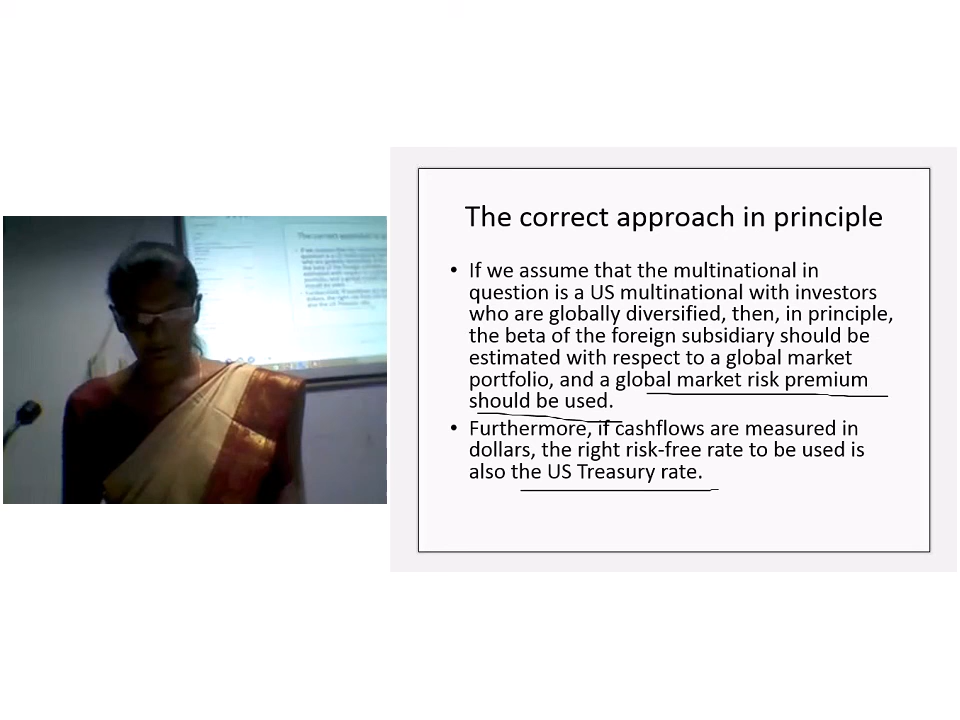 The correct approach in principle
• If we assume that the multinational in
question is a US multinational with investors
who are globally diversified, then, in principle,
the beta of the foreign subsidiary should be
estimated with respect to a global market
portfolio, and a global market risk premium
should be used.
• Furthermore, if cashflows are measured in
dollars, the right risk-free rate to be used is
also the US Treasury rate.